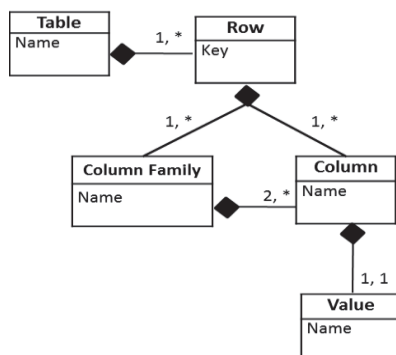 Table
Name
1, *
Row
Key
1, *
1, *
Column Family
Name
2, *
Column
Name
1, 1
Value
Name